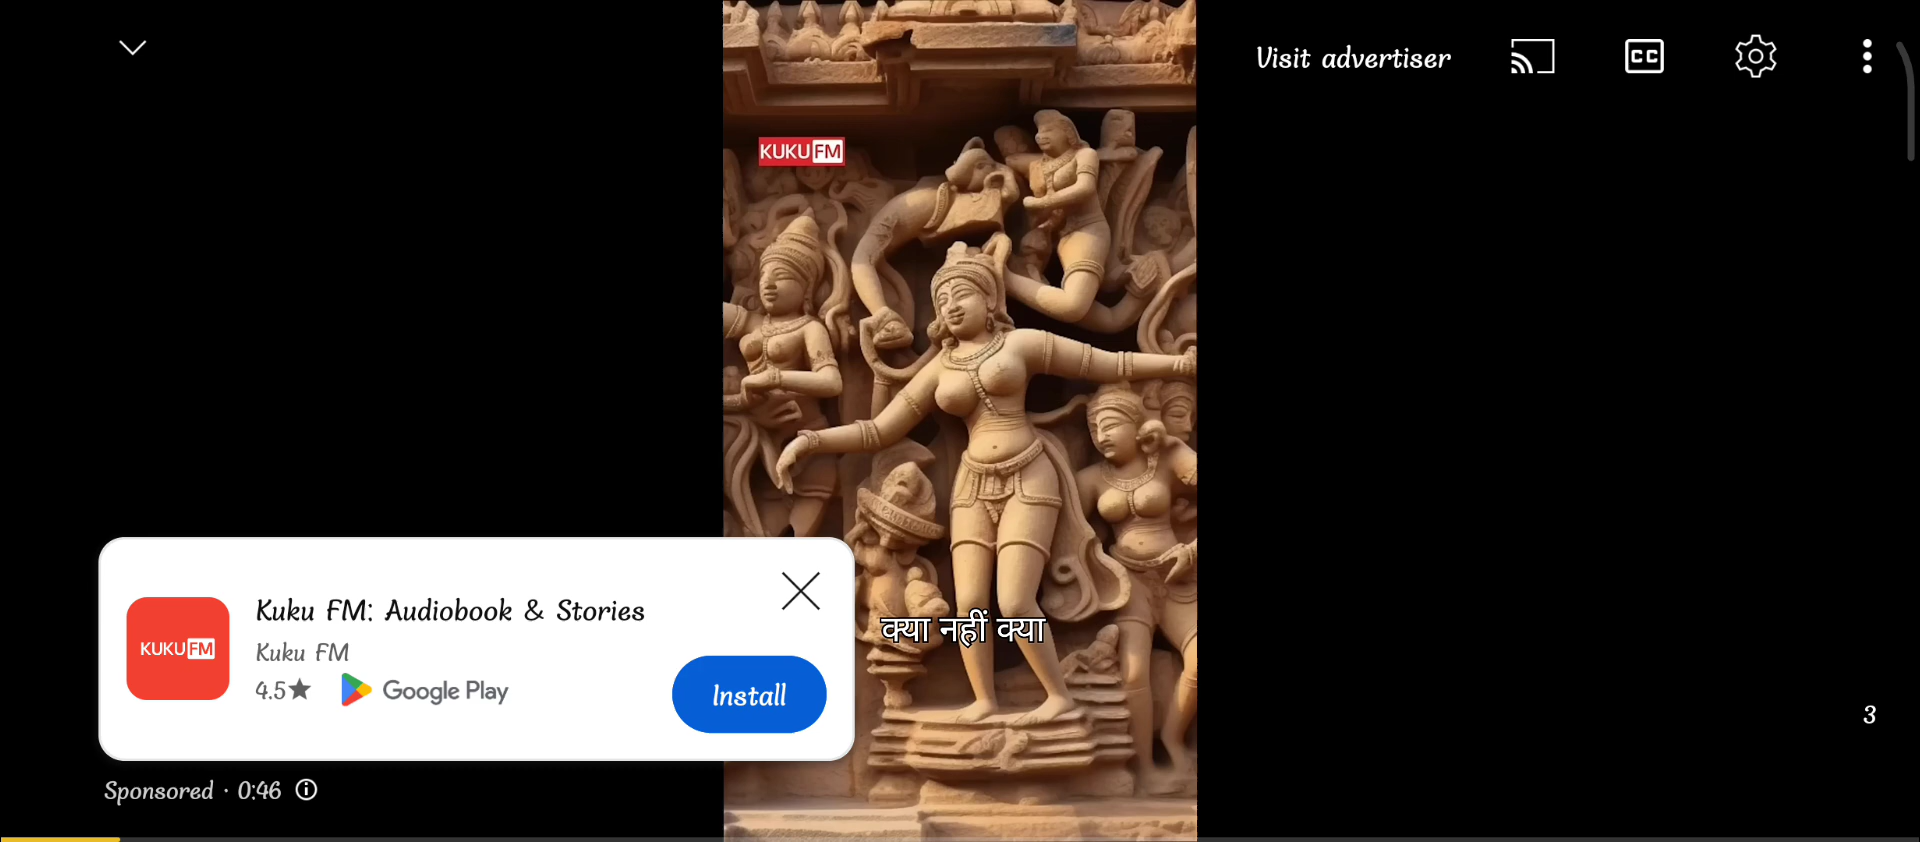 Visit advertiser
CC
KUKU FM
Kuku FM: Audiobook & Stories
KUKU FM
Kuku FM
4.5★ Google Play
Install
क्या नहीं क्या
3
Sponsored · 0:46